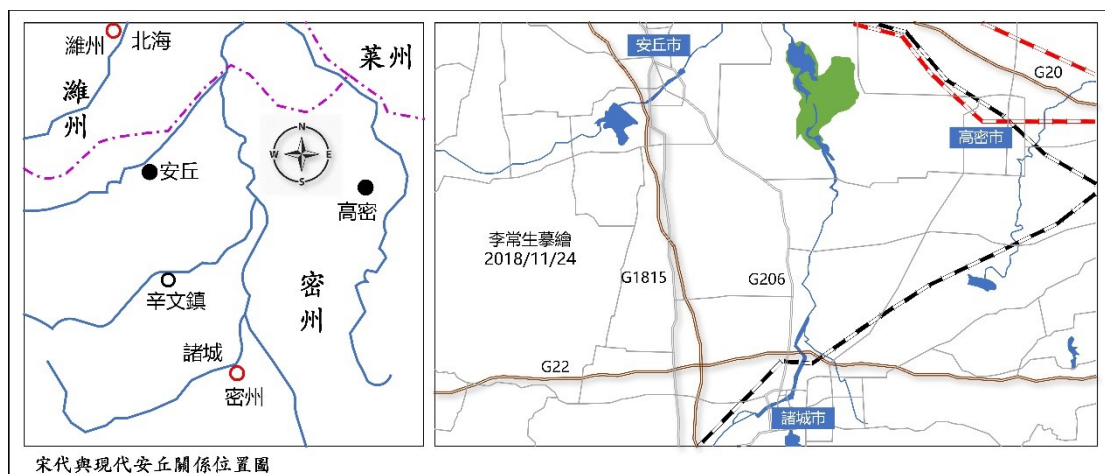 濰州
北海
萊州
濰州
N
W
E
S
安丘
高密
辛文鎮
密州
諸城
密州
安丘市
G20
高密市
李常生摹繪
2018/11/24
G1815
G206
G22
諸城市
宋代與現代安丘關係位置圖